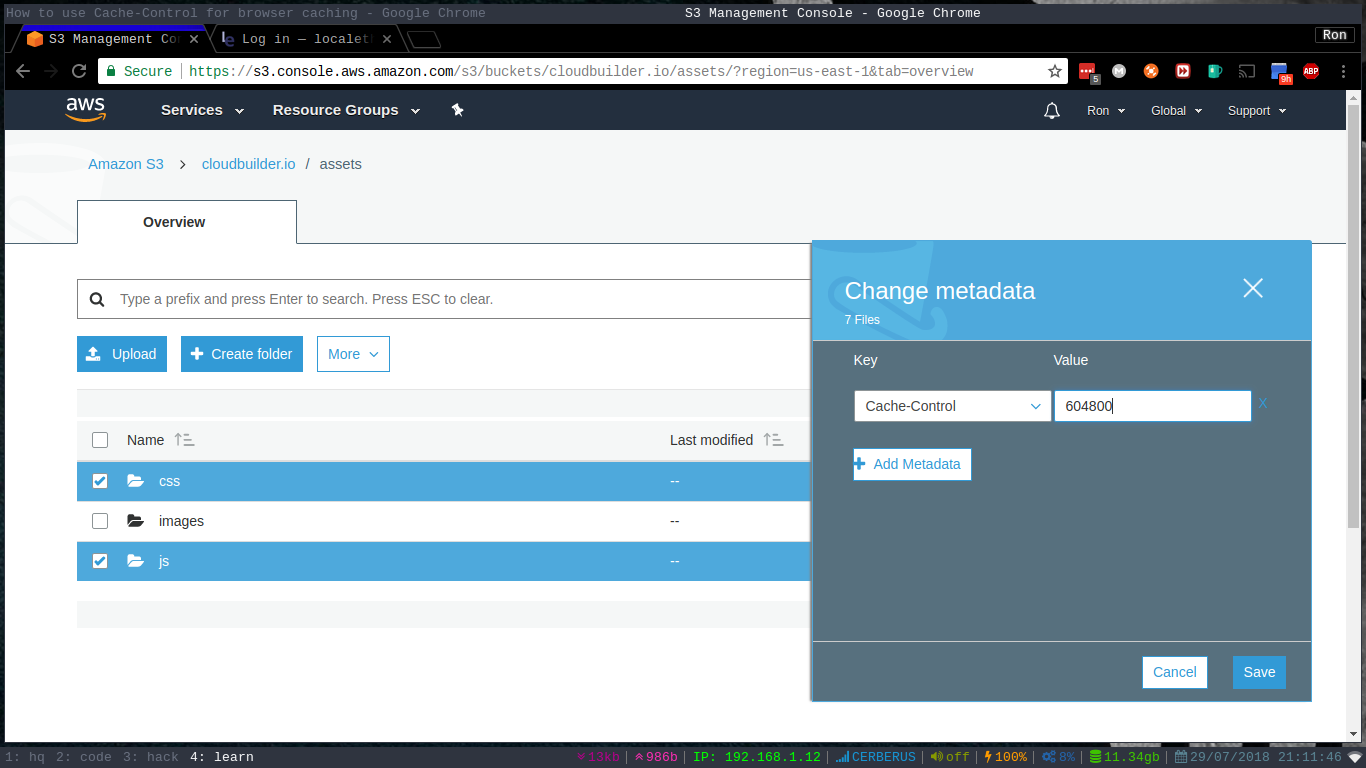 How to use Cache-Control for browser caching - Google Chrome
S3 Management Console - Google Chrome
S3 Management Co
Log in — localet
Ron
Secure https://s3.console.aws.amazon.com/s3/buckets/cloudbuilder.io/assets/?region=us-east-1&tab=overview
5 M 9h ABP
aws Services Resource Groups Ron Global Support
Amazon S3 > cloudbuilder.io / assets
Overview
Type a prefix and press Enter to search. Press ESC to clear.
Upload Create folder More
Name Last modified
css --
images --
js --
Change metadata
7 Files
Key Value
Cache-Control 604800 X
+ Add Metadata
Cancel Save
1: hq 2: code 3: hack 4: learn 13kb | 986b | IP: 192.168.1.12 | CERBERUS | off | 100% | 8% | 11.34gb | 29/07/2018 21:11:46